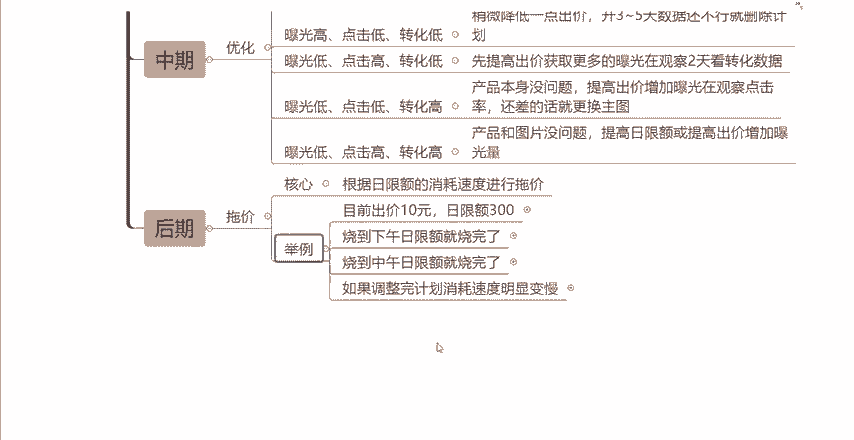 稍微降低一点出价，开3~5天数据还不行就删除计
曝光高、点击低、转化低
划
中期
优化
曝光低、点击高、转化低
先提高出价获取更多的曝光在观察2天看转化数据
产品本身没问题，提高出价增加曝光在观察点击
曝光低、点击低、转化高
率，还差的话就更换主图
产品和图片没问题，提高日限额或提高出价增加曝
曝光低、点击高、转化高
光量
后期
拖价
核心
根据日限额的消耗速度进行拖价
举例
目前出价10元，日限额300
烧到下午日限额就烧完了
烧到中午日限额就烧完了
如果调整完计划消耗速度明显变慢